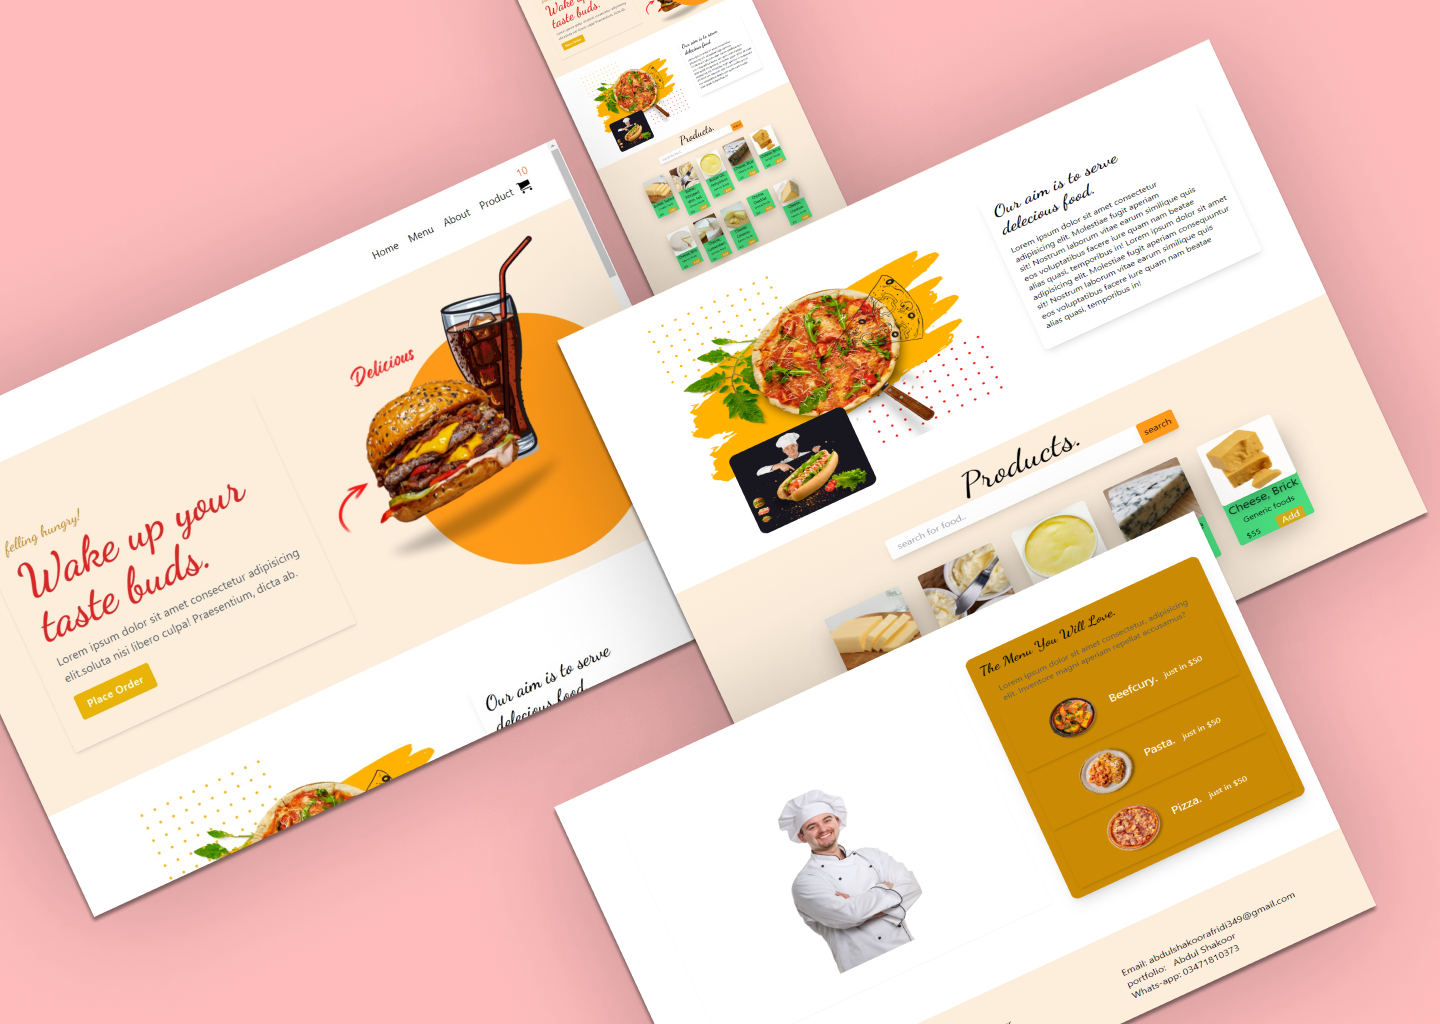 10
Home Menu About Product
Delicious
felling hungry!
Wake up your
taste buds.
Lorem ipsum dolor sit amet consectetur adipisicing
elit.soluta nisi libero culpa! Praesentium, dicta ab.
Place Order
Our aim is to serve
delecious food
taste buds.
Our aim is to serve
delecious food
Products.
Our aim is to serve
delecious food.
Lorem ipsum dolor sit amet consectetur
adipisicing elit. Molestiae fugit aperiam
sit! Nostrum laborum vitae earum similique quis
eos voluptatibus facere iure quam nam beatae
alias quasi, temporibus in! Lorem ipsum dolor sit amet
adipisicing elit. Molestiae fugit aperiam consequuntur
sit! Nostrum laborum vitae earum similique quis
eos voluptatibus facere iure quam nam beatae
alias quasi, temporibus in!
Products.
search for food..
search
Cheese, Brick
Generic foods
$55
Add
The Menu You Will Love.
Lorem ipsum dolor sit amet consectetur, adipisicing
elit. Inventore magni aperiam repellat accusamus?
Beefcury. just in $50
Pasta. just in $50
Pizza. just in $50
Email: abdulshakoorafridi349@gmail.com
portfolio: Abdul Shakoor
Whats-app: 03471810373